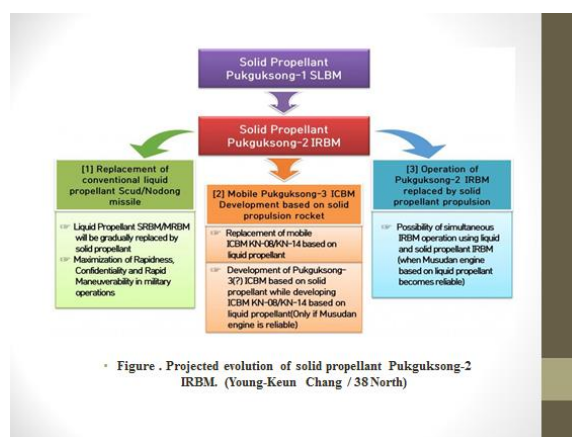 Solid Propellant
Pukguksong-1 SLBM
Solid Propellant
Pukguksong-2 IRBM
[1] Replacement of
conventional liquid
propellant Scud/Nodong
missile
☞ Liquid Propellant SRBM/MRBM
will be gradually replaced by
solid propellant
☞ Maximization of Rapidness,
Confidentiality and Rapid
Maneuverability in military
operations
[2] Mobile Pukguksong-3 ICBM
Development based on solid
propulsion rocket
☞ Replacement of mobile
ICBM KN-08/KN-14 based on
liquid propellant
☞ Development of Pukguksong-
3(?) ICBM based on solid
propellant while developing
ICBM KN-08/KN-14 based on
liquid propellant(Only if Musudan
engine is reliable)
[3] Operation of
Pukguksong-2 IRBM
replaced by solid
propellant propulsion
☞ Possibility of simultaneous
IRBM operation using liquid
and solid propellant IRBM
(when Musudan engine
based on liquid propellant
becomes reliable)
• Figure . Projected evolution of solid propellant Pukguksong-2
IRBM. (Young-Keun Chang / 38 North)